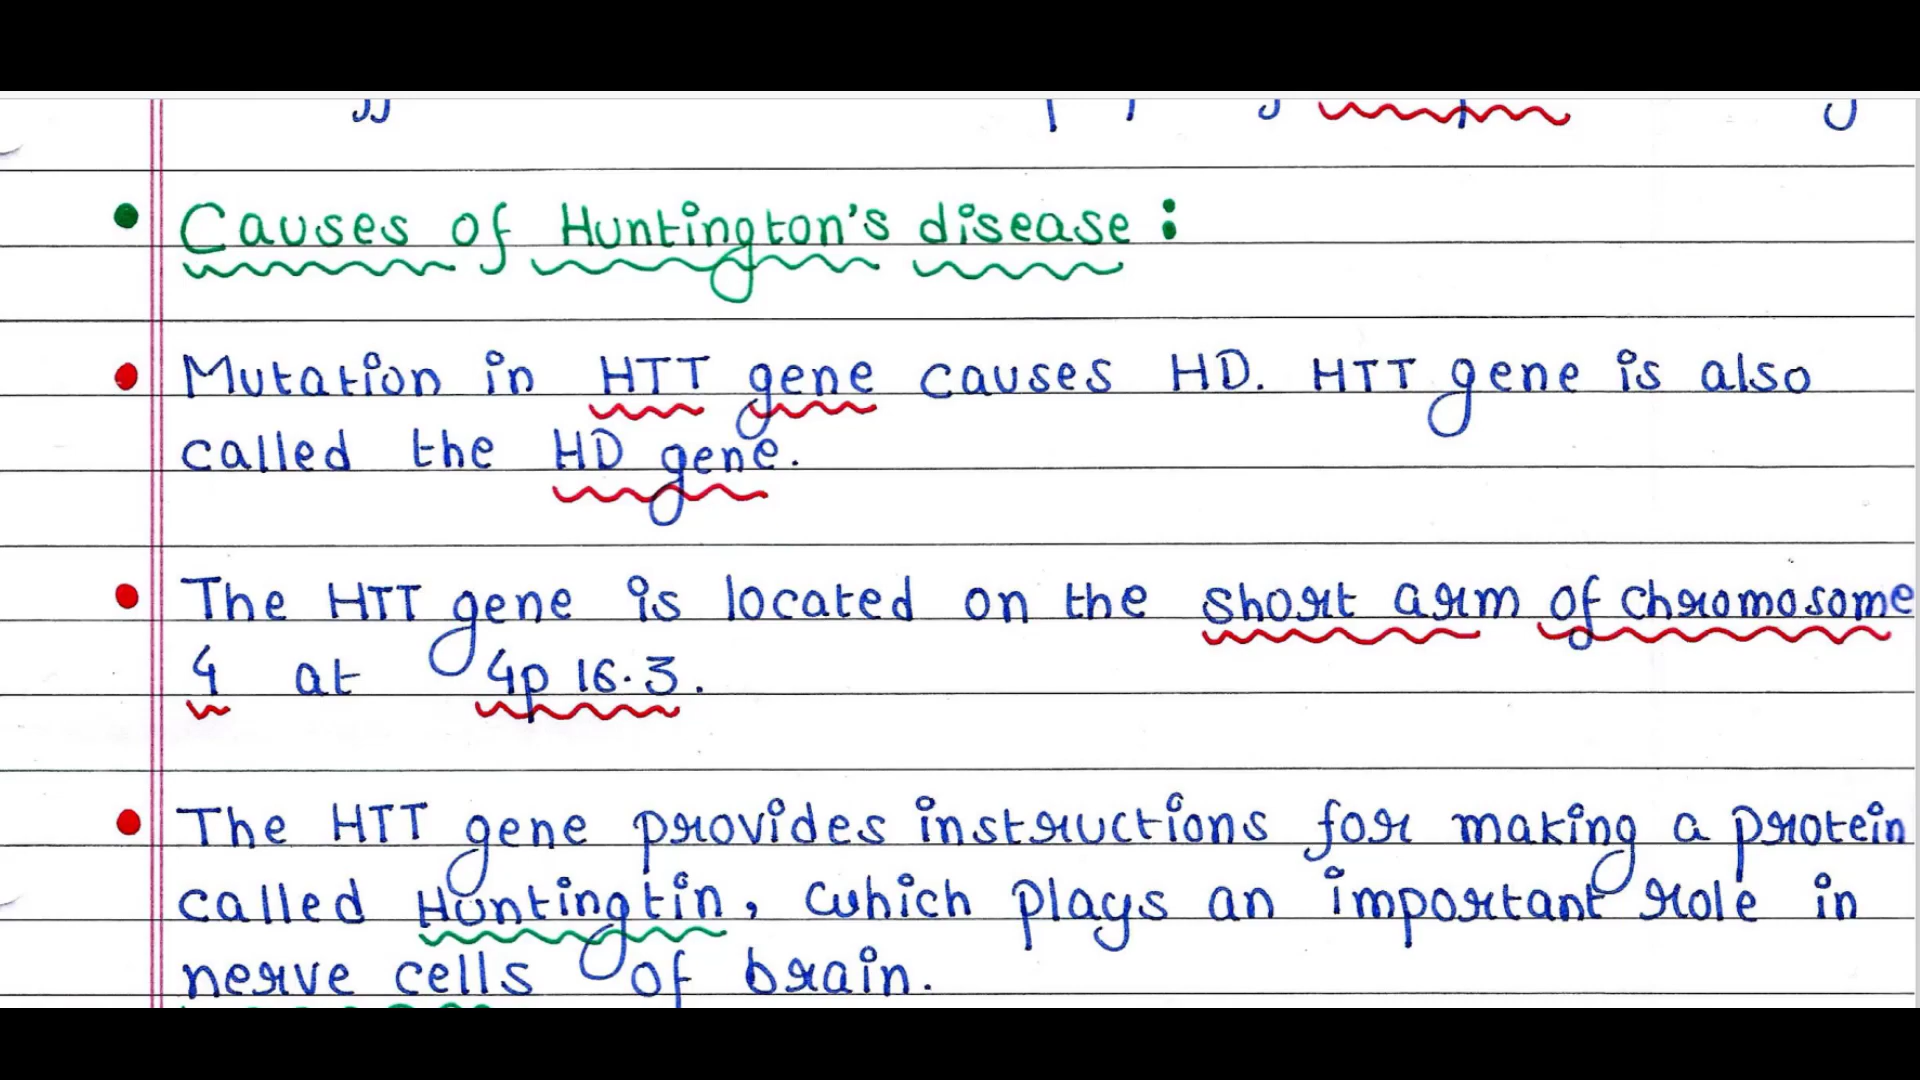 Causes of Huntington's disease :
Mutation in HTT gene causes HD. HTT gene is also
called the HD gene.
The HTT gene is located on the short arm of chromosome
4 at 4p 16.3.
The HTT gene provides instructions for making a protein
called Huntingtin, which plays an important role in
nerve cells of brain.